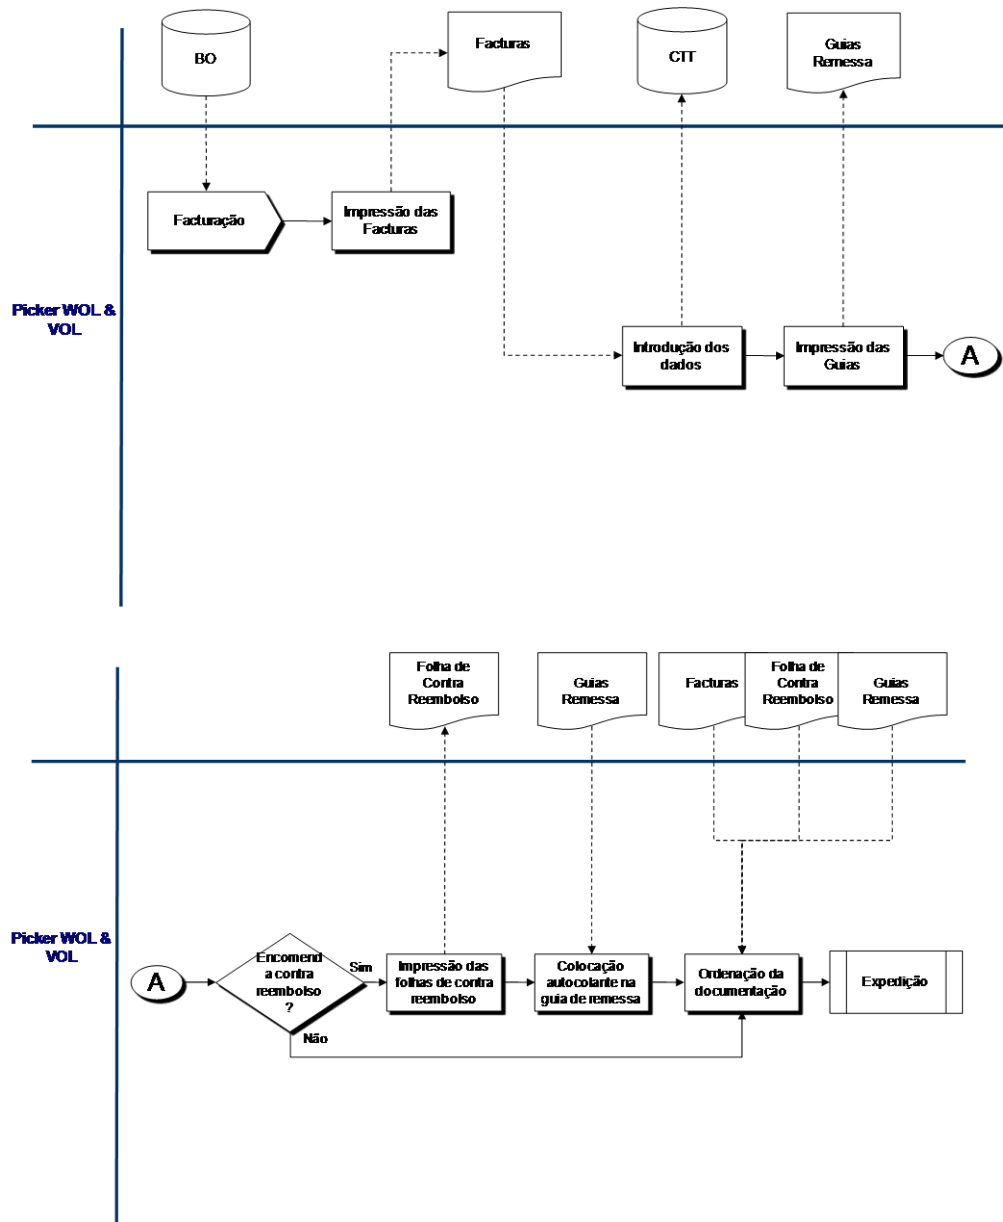 BO
Facturas
CTT
Guias
Remessa
Facturação
Impressão das
Facturas
Picker WOL &
VOL
Introdução dos
dados
Impressão das
Guias
A
Folha de
Contra
Reembolso
Guias
Remessa
Facturas
Folha de
Contra
Reembolso
Guias
Remessa
Picker WOL &
VOL
A
Encomend
a contra
reembolso
?
Sim
Não
Impressão das
folhas de contra
reembolso
Colocação
autocolante na
guia de remessa
Ordenação da
documentação
Expedição